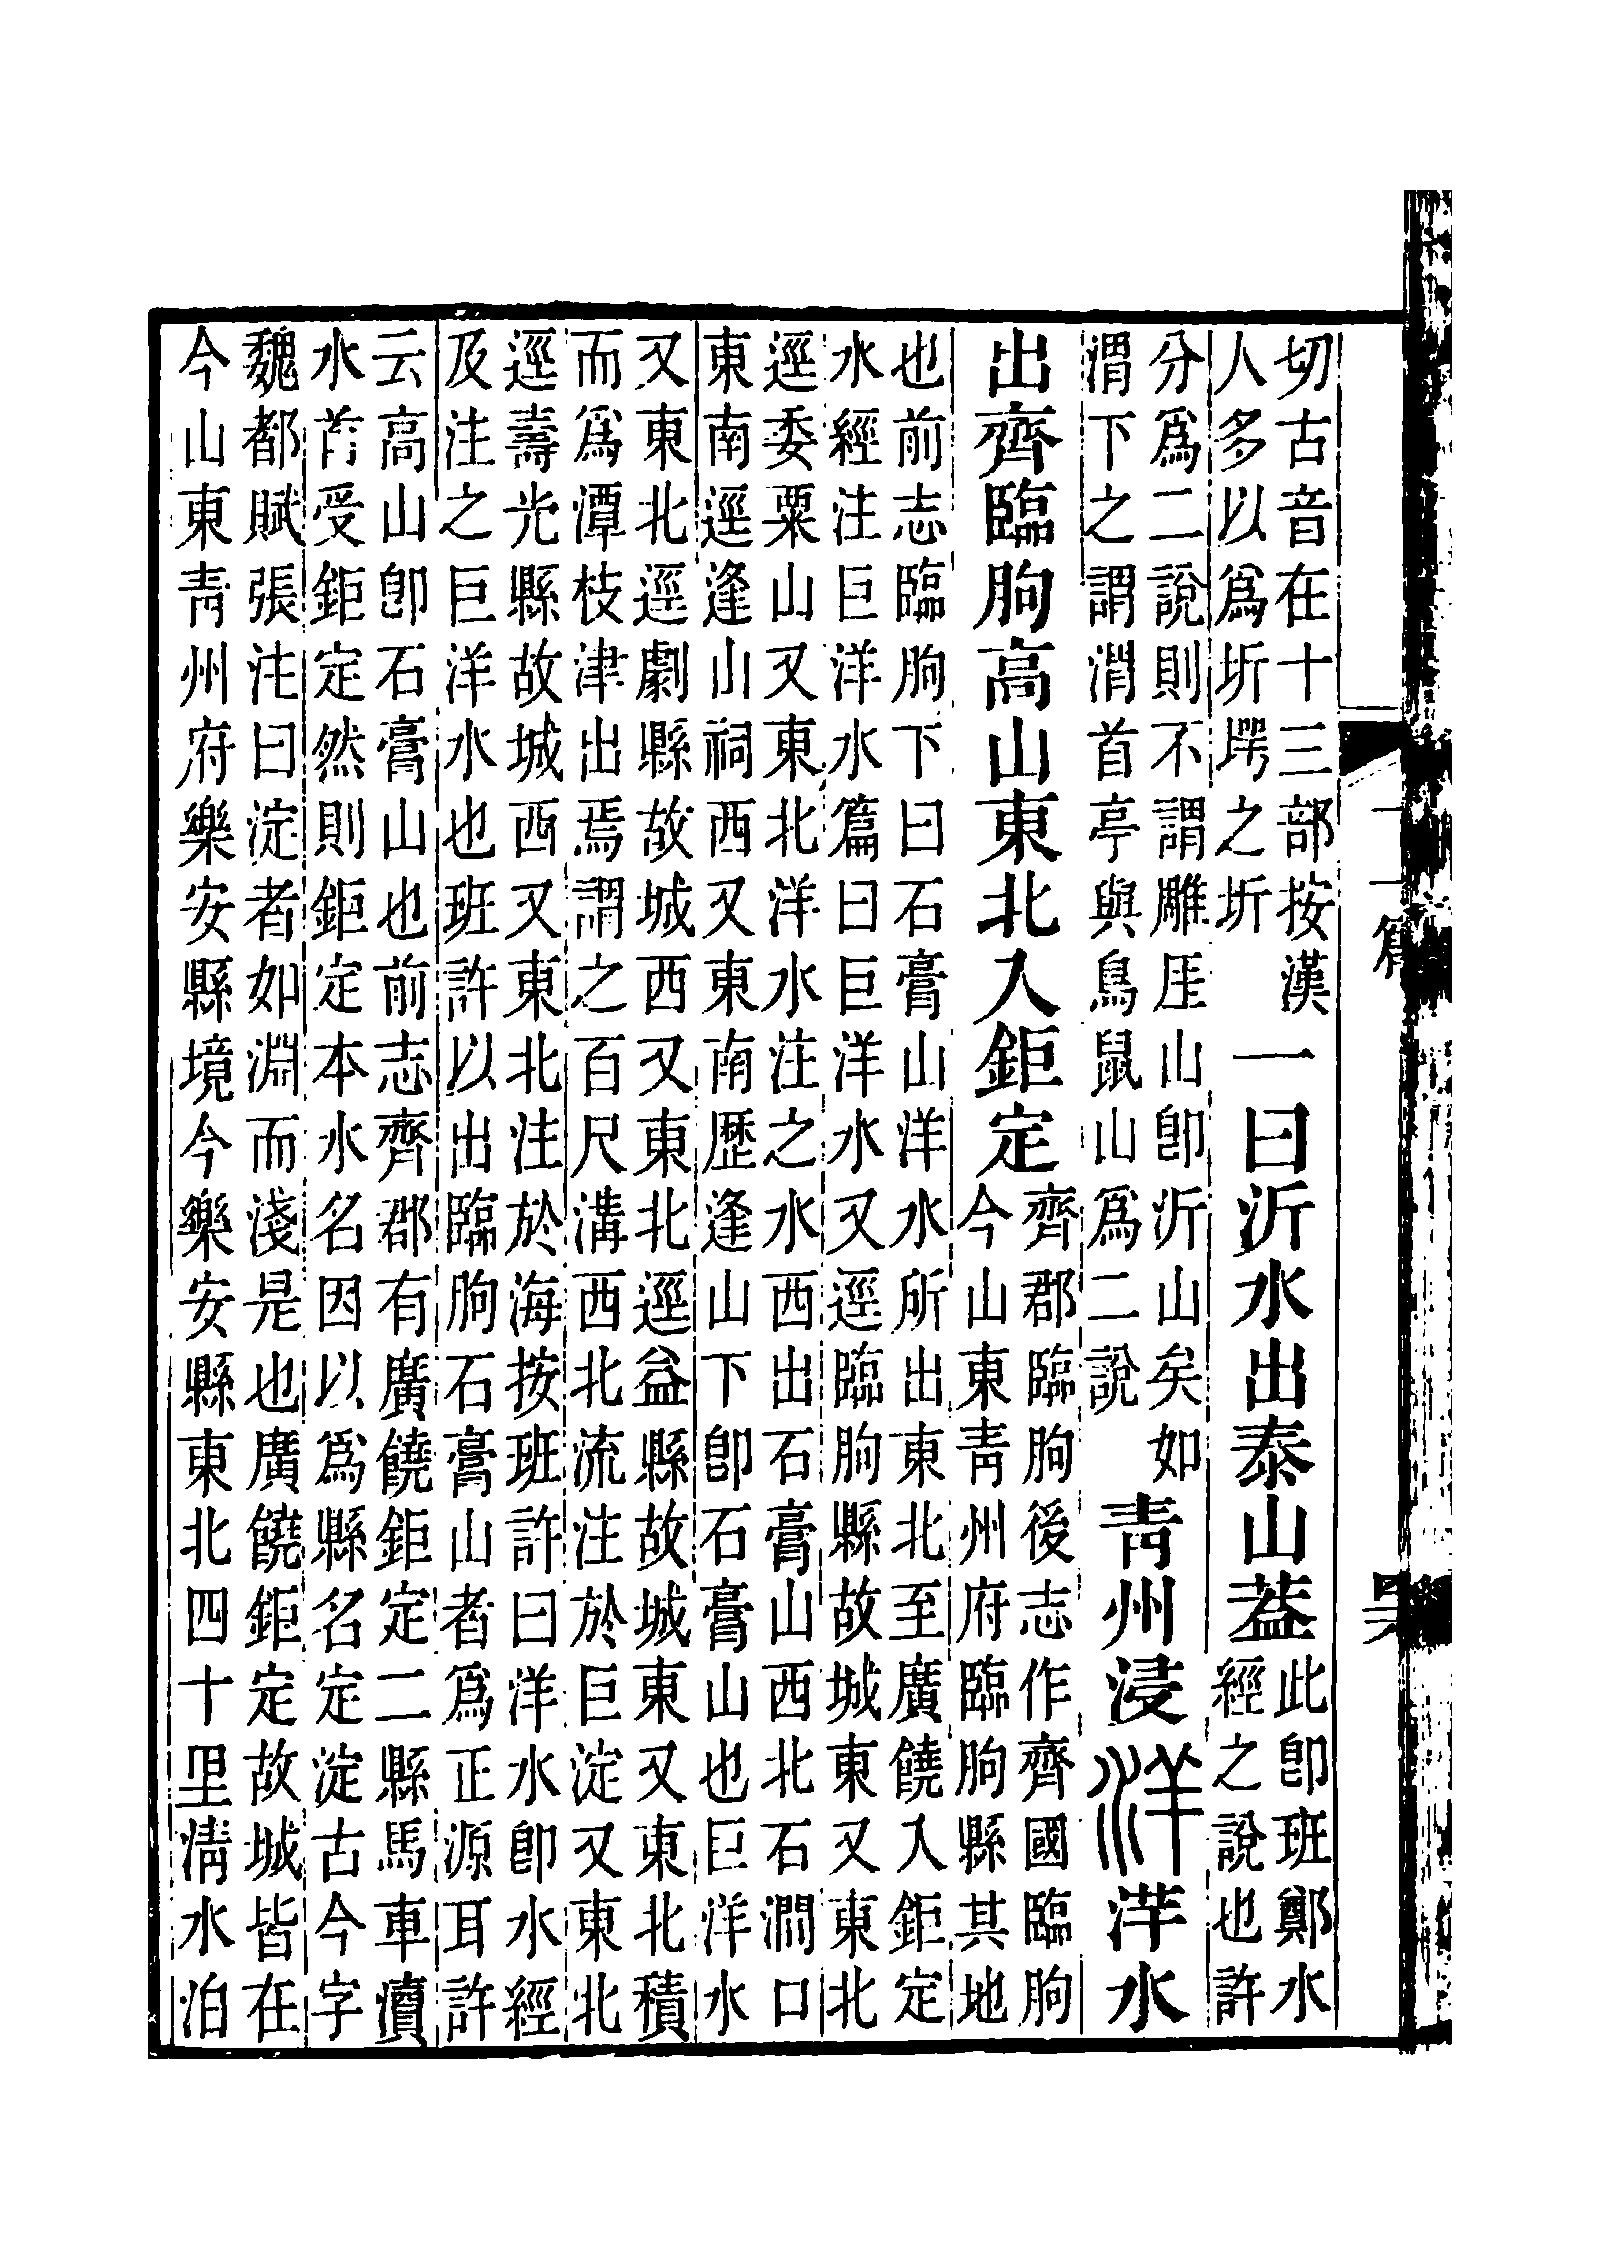 切古音在十三部按漢
人多以爲圻堮之圻
一曰沂水出泰山葢
此卽班鄭水
經之說也許
分爲二說則不謂雕厓山卽沂山矣如
渭下之謂渭首亭與鳥鼠山爲二說
青州浸
洋洋水
出齊臨朐高山東北入鉅定
齊郡臨朐後志作齊國臨朐
今山東青州府臨朐縣其地
也前志臨朐下曰石膏山洋水所出東北至廣饒入鉅定
水經注巨洋水篇曰巨洋水又逕臨朐縣故城東又東北
逕委粟山又東北洋水注之水西出石膏山西北石澗口
東南逕逢山祠西又東南歷逢山下卽石膏山也巨洋水
又東北逕劇縣故城西又東北逕益縣故城東又東北積
而爲潭枝津出焉謂之百尺溝西北流注於巨淀又東北
逕壽光縣故城西又東北注於海按班許曰洋水卽水經
及注之巨洋水也班許以出臨朐石膏山者爲正源耳許
云高山卽石膏山也前志齊郡有廣饒鉅定二縣馬車瀆
水首受鉅定然則鉅定本水名因以爲縣名定淀古今字
魏都賦張注曰淀者如淵而淺是也廣饒鉅定故城皆在
今山東青州府樂安縣境今樂安縣東北四十里淸水泊